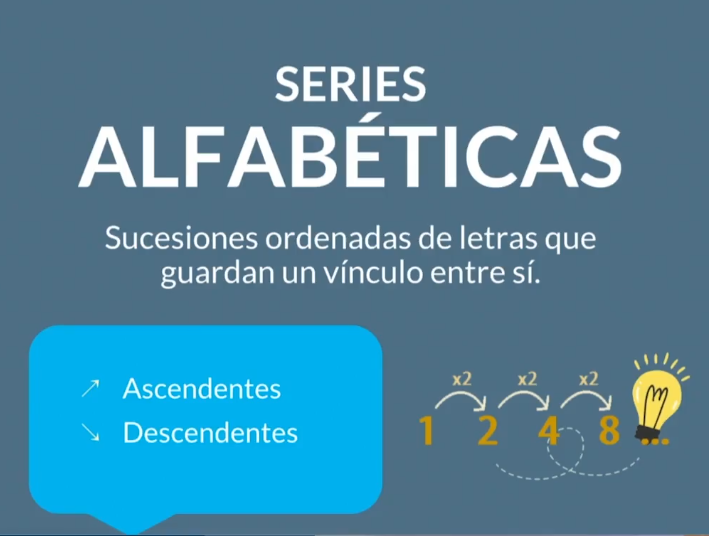 SERIES
ALFABÉTICAS
Sucesiones ordenadas de letras que
guardan un vínculo entre sí.
↗ Ascendentes
↘ Descendentes
x2 x2 x2
1 2 4 8 ...